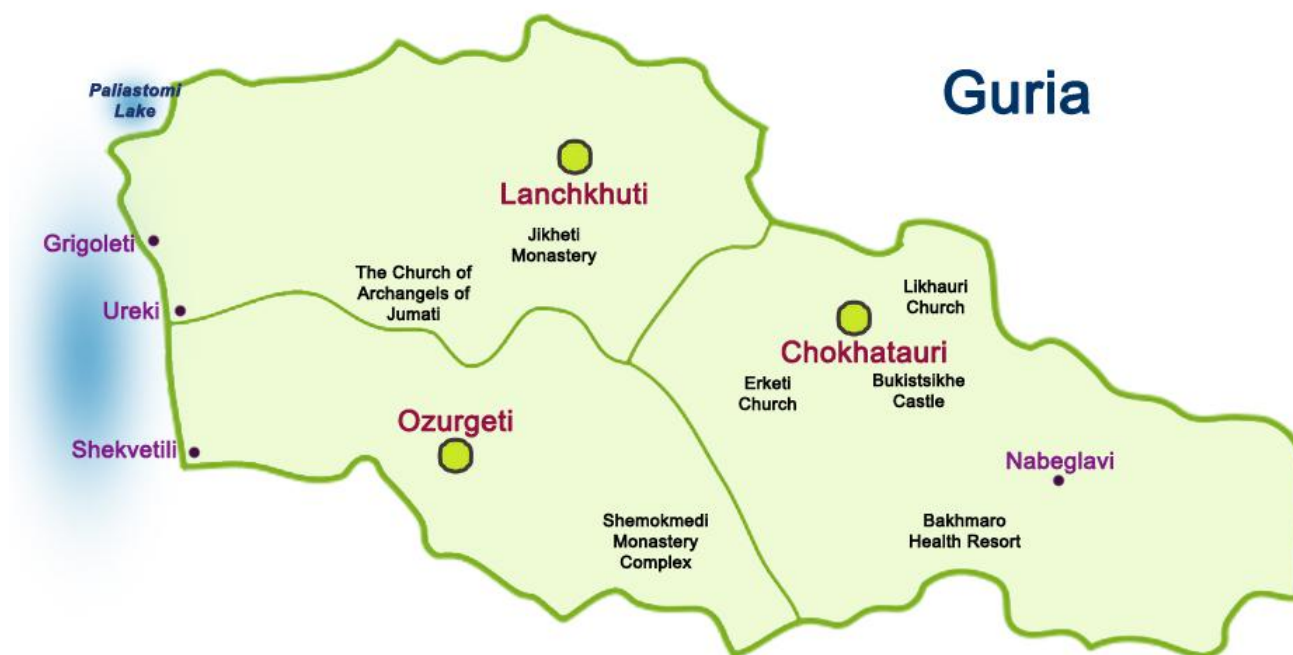 Guria
Paliastomi
Lake
Lanchkhuti
Jikheti
Monastery
Grigoleti
The Church of
Archangels of
Jumati
Ureki
Likhauri
Church
Chokhatauri
Erketi
Church
Bukistsikhe
Castle
Ozurgeti
Shekvetili
Nabeglavi
Shemokmedi
Monastery
Complex
Bakhmaro
Health Resort